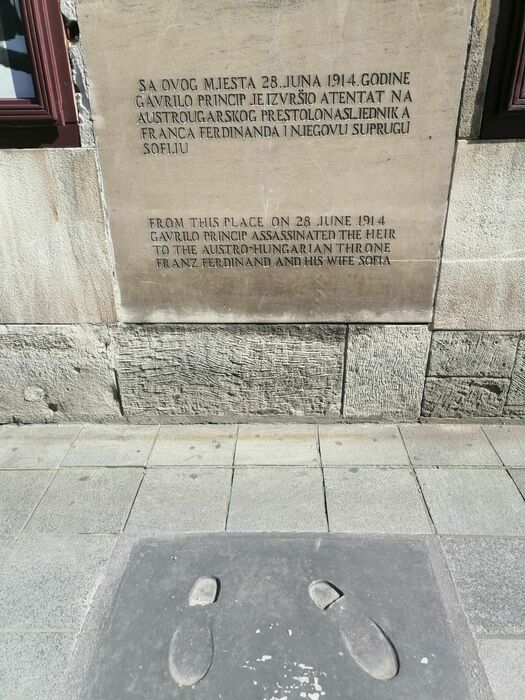 SA OVOG MJESTA 28. JUNA 1914. GODINE
GAVRILO PRINCIP JE IZVRŠIO ATENTAT NA
AUSTROUGARSKOG PRESTOLONASLJEDNIKA
FRANCA FERDINANDA I NJEGOVU SUPRUGU
SOFIJU
FROM THIS PLACE ON 28 JUNE 1914
GAVRILO PRINCIP ASSASSINATED THE HEIR
TO THE AUSTRO-HUNGARIAN THRONE
FRANZ FERDINAND AND HIS WIFE SOFIA